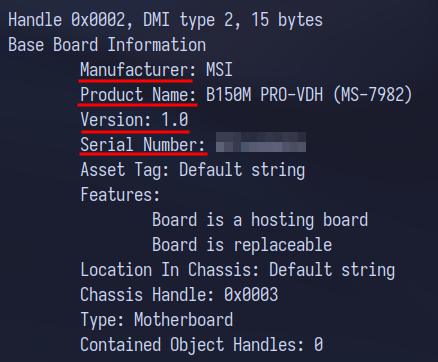 Handle 0x0002, DMI type 2, 15 bytes
Base Board Information
Manufacturer: MSI
Product Name: B150M PRO-VDH (MS-7982)
Version: 1.0
Serial Number:
Asset Tag: Default string
Features:
Board is a hosting board
Board is replaceable
Location In Chassis: Default string
Chassis Handle: 0x0003
Type: Motherboard
Contained Object Handles: 0